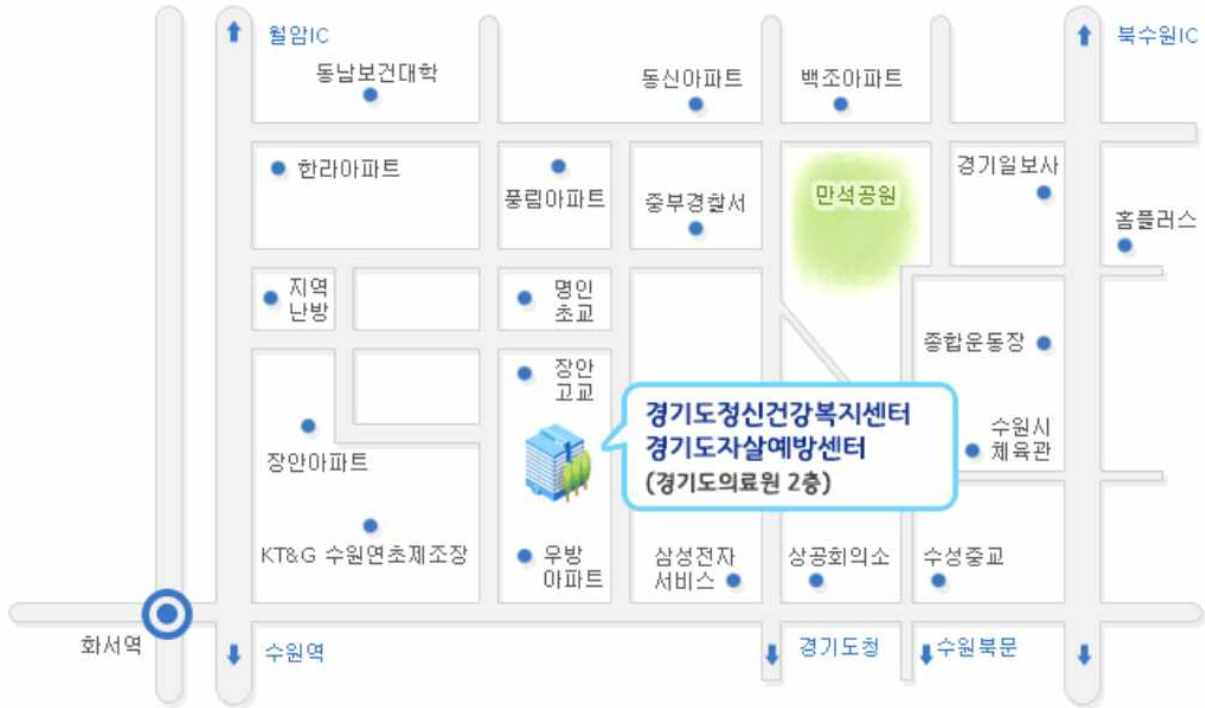 월암IC
북수원IC
동남보건대학
동신아파트
백조아파트
한라아파트
풍림아파트
중부경찰서
만석공원
경기일보사
홈플러스
지역
난방
명인
초교
종합운동장
장안
고교
경기도정신건강복지센터
경기도자살예방센터
(경기도의료원 2층)
수원시
체육관
장안아파트
KT&G 수원연초제조장
우방
아파트
삼성전자
서비스
상공회의소
수성중교
화서역
수원역
경기도청
수원북문